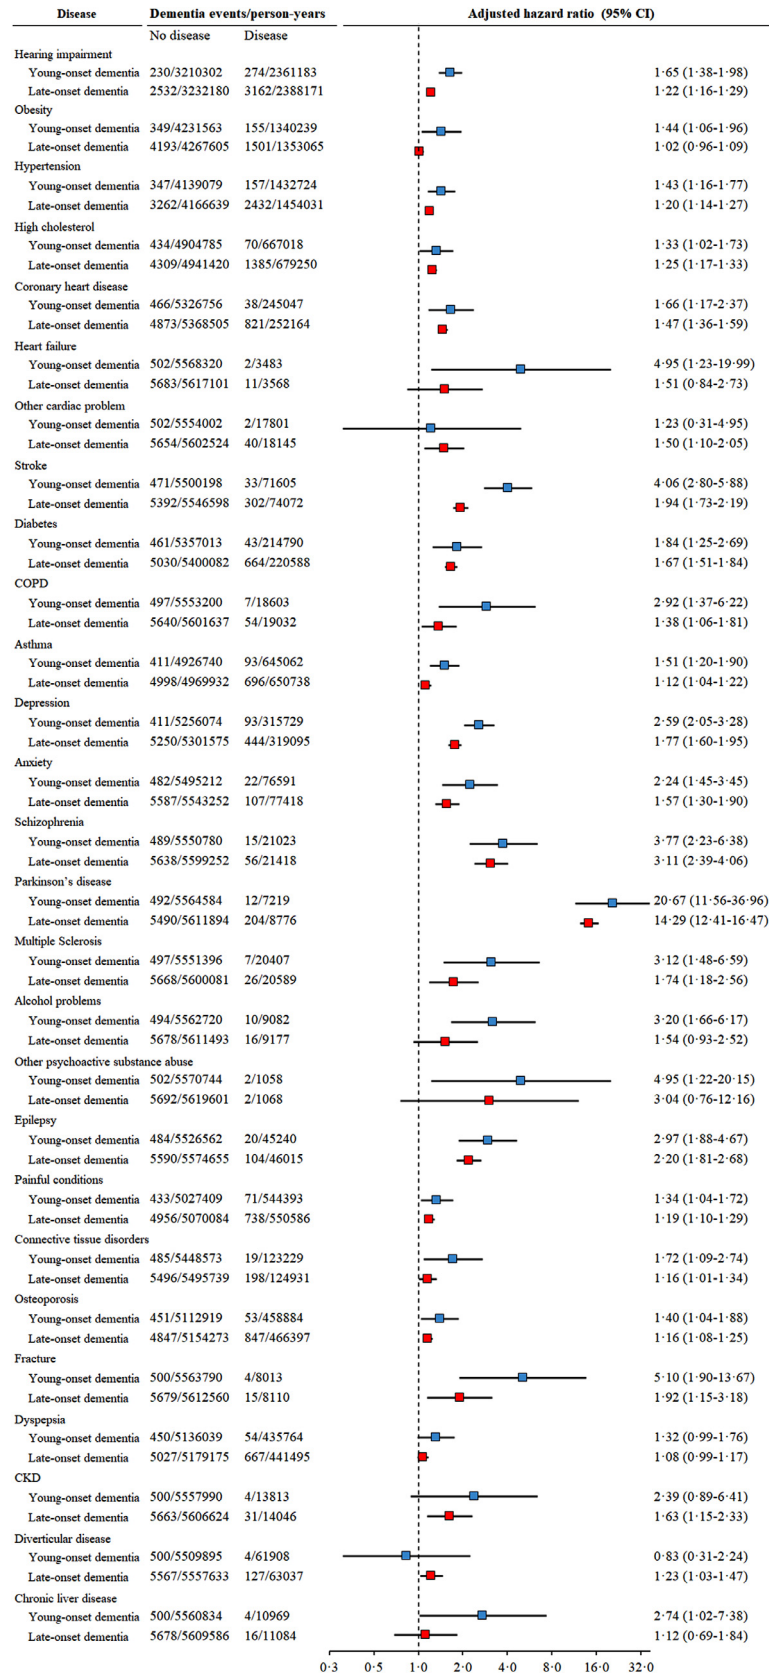 Disease Dementia events/person-years Adjusted hazard ratio (95% CI)
No disease Disease
Hearing impairment
Young-onset dementia 230/3210302 274/2361183 1·65 (1·38-1·98)
Late-onset dementia 2532/3232180 3162/2388171 1·22 (1·16-1·29)
Obesity
Young-onset dementia 349/4231563 155/1340239 1·44 (1·06-1·96)
Late-onset dementia 4193/4267605 1501/1353065 1·02 (0·96-1·09)
Hypertension
Young-onset dementia 347/4139079 157/1432724 1·43 (1·16-1·77)
Late-onset dementia 3262/4166639 2432/1454031 1·20 (1·14-1·27)
High cholesterol
Young-onset dementia 434/4904785 70/667018 1·33 (1·02-1·73)
Late-onset dementia 4309/4941420 1385/679250 1·25 (1·17-1·33)
Coronary heart disease
Young-onset dementia 466/5326756 38/245047 1·66 (1·17-2·37)
Late-onset dementia 4873/5368505 821/252164 1·47 (1·36-1·59)
Heart failure
Young-onset dementia 502/5568320 2/3483 4·95 (1·23-19·99)
Late-onset dementia 5683/5617101 11/3568 1·51 (0·84-2·73)
Other cardiac problem
Young-onset dementia 502/5554002 2/17801 1·23 (0·31-4·95)
Late-onset dementia 5654/5602524 40/18145 1·50 (1·10-2·05)
Stroke
Young-onset dementia 471/5500198 33/71605 4·06 (2·80-5·88)
Late-onset dementia 5392/5546598 302/74072 1·94 (1·73-2·19)
Diabetes
Young-onset dementia 461/5357013 43/214790 1·84 (1·25-2·69)
Late-onset dementia 5030/5400082 664/220588 1·67 (1·51-1·84)
COPD
Young-onset dementia 497/5553200 7/18603 2·92 (1·37-6·22)
Late-onset dementia 5640/5601637 54/19032 1·38 (1·06-1·81)
Asthma
Young-onset dementia 411/4926740 93/645062 1·51 (1·20-1·90)
Late-onset dementia 4998/4969932 696/650738 1·12 (1·04-1·22)
Depression
Young-onset dementia 411/5256074 93/315729 2·59 (2·05-3·28)
Late-onset dementia 5250/5301575 444/319095 1·77 (1·60-1·95)
Anxiety
Young-onset dementia 482/5495212 22/76591 2·24 (1·45-3·45)
Late-onset dementia 5587/5543252 107/77418 1·57 (1·30-1·90)
Schizophrenia
Young-onset dementia 489/5550780 15/21023 3·77 (2·23-6·38)
Late-onset dementia 5638/5599252 56/21418 3·11 (2·39-4·06)
Parkinson's disease
Young-onset dementia 492/5564584 12/7219 20·67 (11·56-36·96)
Late-onset dementia 5490/5611894 204/8776 14·29 (12·41-16·47)
Multiple Sclerosis
Young-onset dementia 497/5551396 7/20407 3·12 (1·48-6·59)
Late-onset dementia 5668/5600081 26/20589 1·74 (1·18-2·56)
Alcohol problems
Young-onset dementia 494/5562720 10/9082 3·20 (1·66-6·17)
Late-onset dementia 5678/5611493 16/9177 1·54 (0·93-2·52)
Other psychoactive substance abuse
Young-onset dementia 502/5570744 2/1058 4·95 (1·22-20·15)
Late-onset dementia 5692/5619601 2/1068 3·04 (0·76-12·16)
Epilepsy
Young-onset dementia 484/5526562 20/45240 2·97 (1·88-4·67)
Late-onset dementia 5590/5574655 104/46015 2·20 (1·81-2·68)
Painful conditions
Young-onset dementia 433/5027409 71/544393 1·34 (1·04-1·72)
Late-onset dementia 4956/5070084 738/550586 1·19 (1·10-1·29)
Connective tissue disorders
Young-onset dementia 485/5448573 19/123229 1·72 (1·09-2·74)
Late-onset dementia 5496/5495739 198/124931 1·16 (1·01-1·34)
Osteoporosis
Young-onset dementia 451/5112919 53/458884 1·40 (1·04-1·88)
Late-onset dementia 4847/5154273 847/466397 1·16 (1·08-1·25)
Fracture
Young-onset dementia 500/5563790 4/8013 5·10 (1·90-13·67)
Late-onset dementia 5679/5612560 15/8110 1·92 (1·15-3·18)
Dyspepsia
Young-onset dementia 450/5136039 54/435764 1·32 (0·99-1·76)
Late-onset dementia 5027/5179175 667/441495 1·08 (0·99-1·17)
CKD
Young-onset dementia 500/5557990 4/13813 2·39 (0·89-6·41)
Late-onset dementia 5663/5606624 31/14046 1·63 (1·15-2·33)
Diverticular disease
Young-onset dementia 500/5509895 4/61908 0·83 (0·31-2·24)
Late-onset dementia 5567/5557633 127/63037 1·23 (1·03-1·47)
Chronic liver disease
Young-onset dementia 500/5560834 4/10969 2·74 (1·02-7·38)
Late-onset dementia 5678/5609586 16/11084 1·12 (0·69-1·84)
0·3 0·5 1·0 2·0 4·0 8·0 16·0 32·0